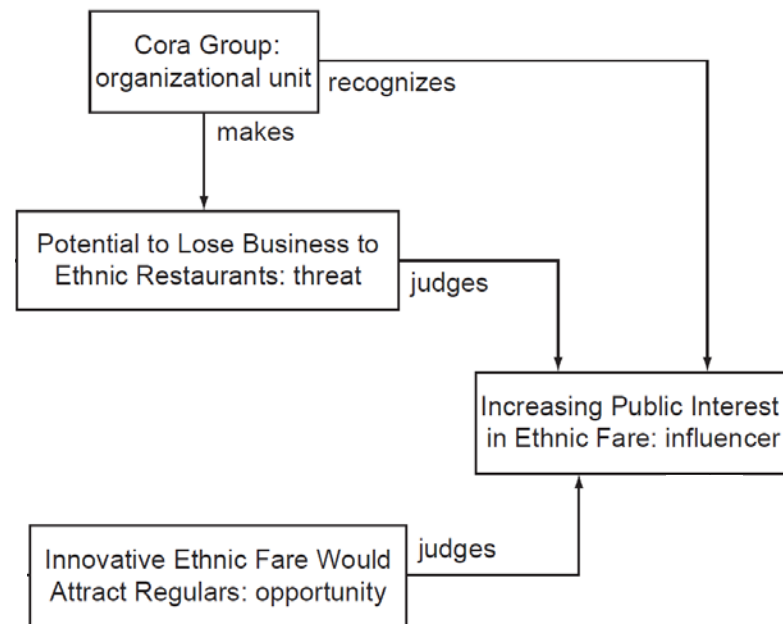 Cora Group:
organizational unit
recognizes
makes
Potential to Lose Business to
Ethnic Restaurants: threat
judges
Increasing Public Interest
in Ethnic Fare: influencer
Innovative Ethnic Fare Would
Attract Regulars: opportunity
judges